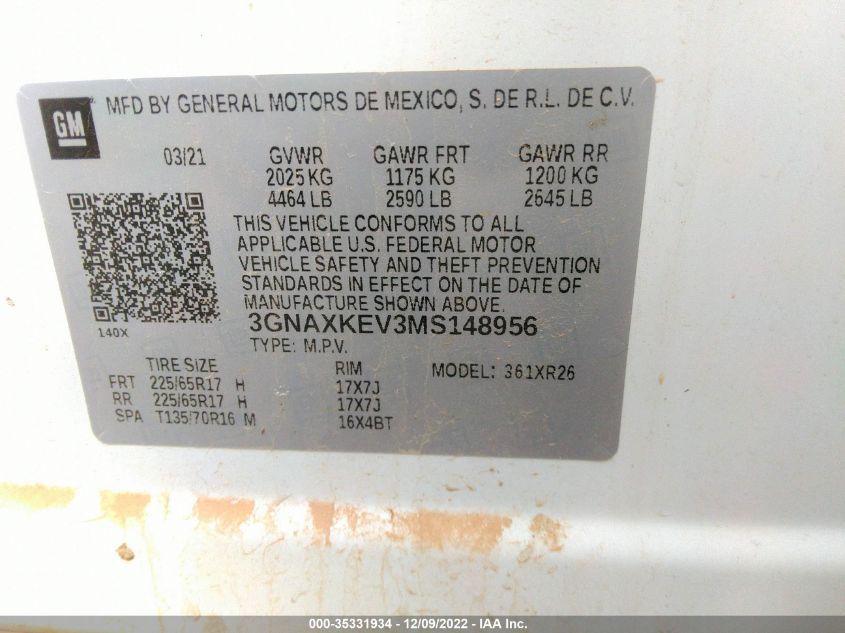 GM
MFD BY GENERAL MOTORS DE MEXICO, S. DE R.L. DE C.V.
03/21 GVWR GAWR FRT GAWR RR
2025 KG 1175 KG 1200 KG
4464 LB 2590 LB 2645 LB
THIS VEHICLE CONFORMS TO ALL
APPLICABLE U.S. FEDERAL MOTOR
VEHICLE SAFETY AND THEFT PREVENTION
STANDARDS IN EFFECT ON THE DATE OF
MANUFACTURE SHOWN ABOVE.
140X
3GNAXKEV3MS148956
TYPE: M.P.V.
TIRE SIZE RIM MODEL: 361XR26
FRT 225/65R17 H 17X7J
RR 225/65R17 H 17X7J
SPA T135/70R16 M 16X4BT
000-35331934 - 12/09/2022 - IAA Inc.